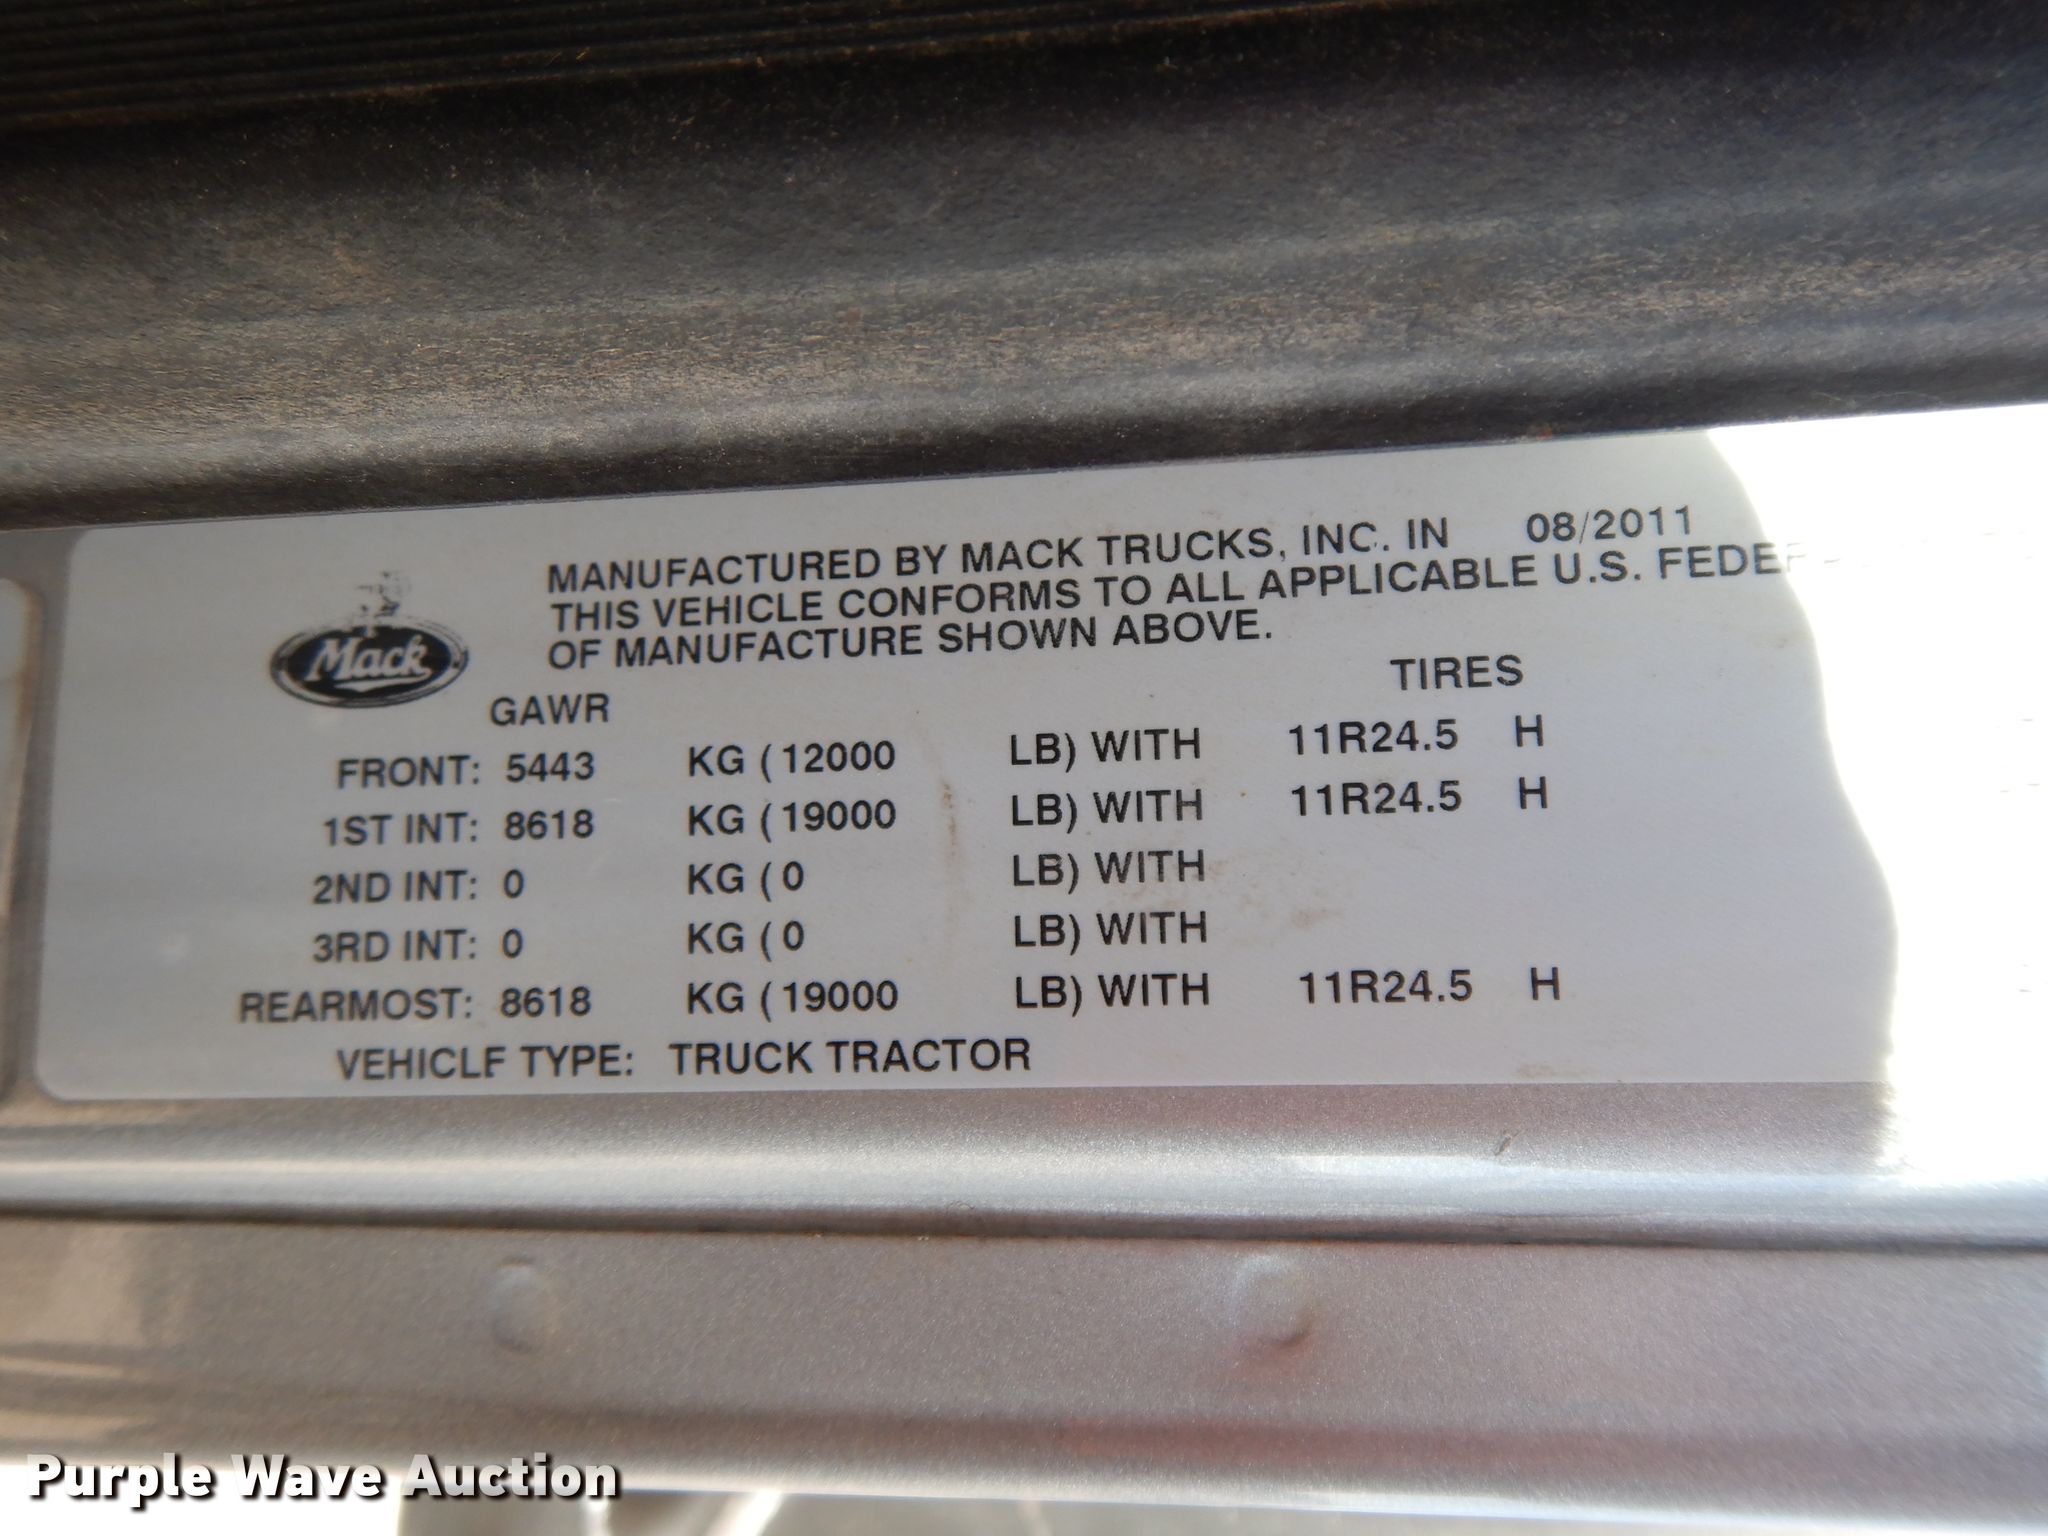 MANUFACTURED BY MACK TRUCKS, INC. IN 08/2011
THIS VEHICLE CONFORMS TO ALL APPLICABLE U.S. FEDE
OF MANUFACTURE SHOWN ABOVE.
Mack
GAWR TIRES
FRONT: 5443 KG (12000 LB) WITH 11R24.5 H
1ST INT: 8618 KG (19000 LB) WITH 11R24.5 H
2ND INT: 0 KG (0 LB) WITH
3RD INT: 0 KG (0 LB) WITH
REARMOST: 8618 KG (19000 LB) WITH 11R24.5 H
VEHICLE TYPE: TRUCK TRACTOR
Purple Wave Auction